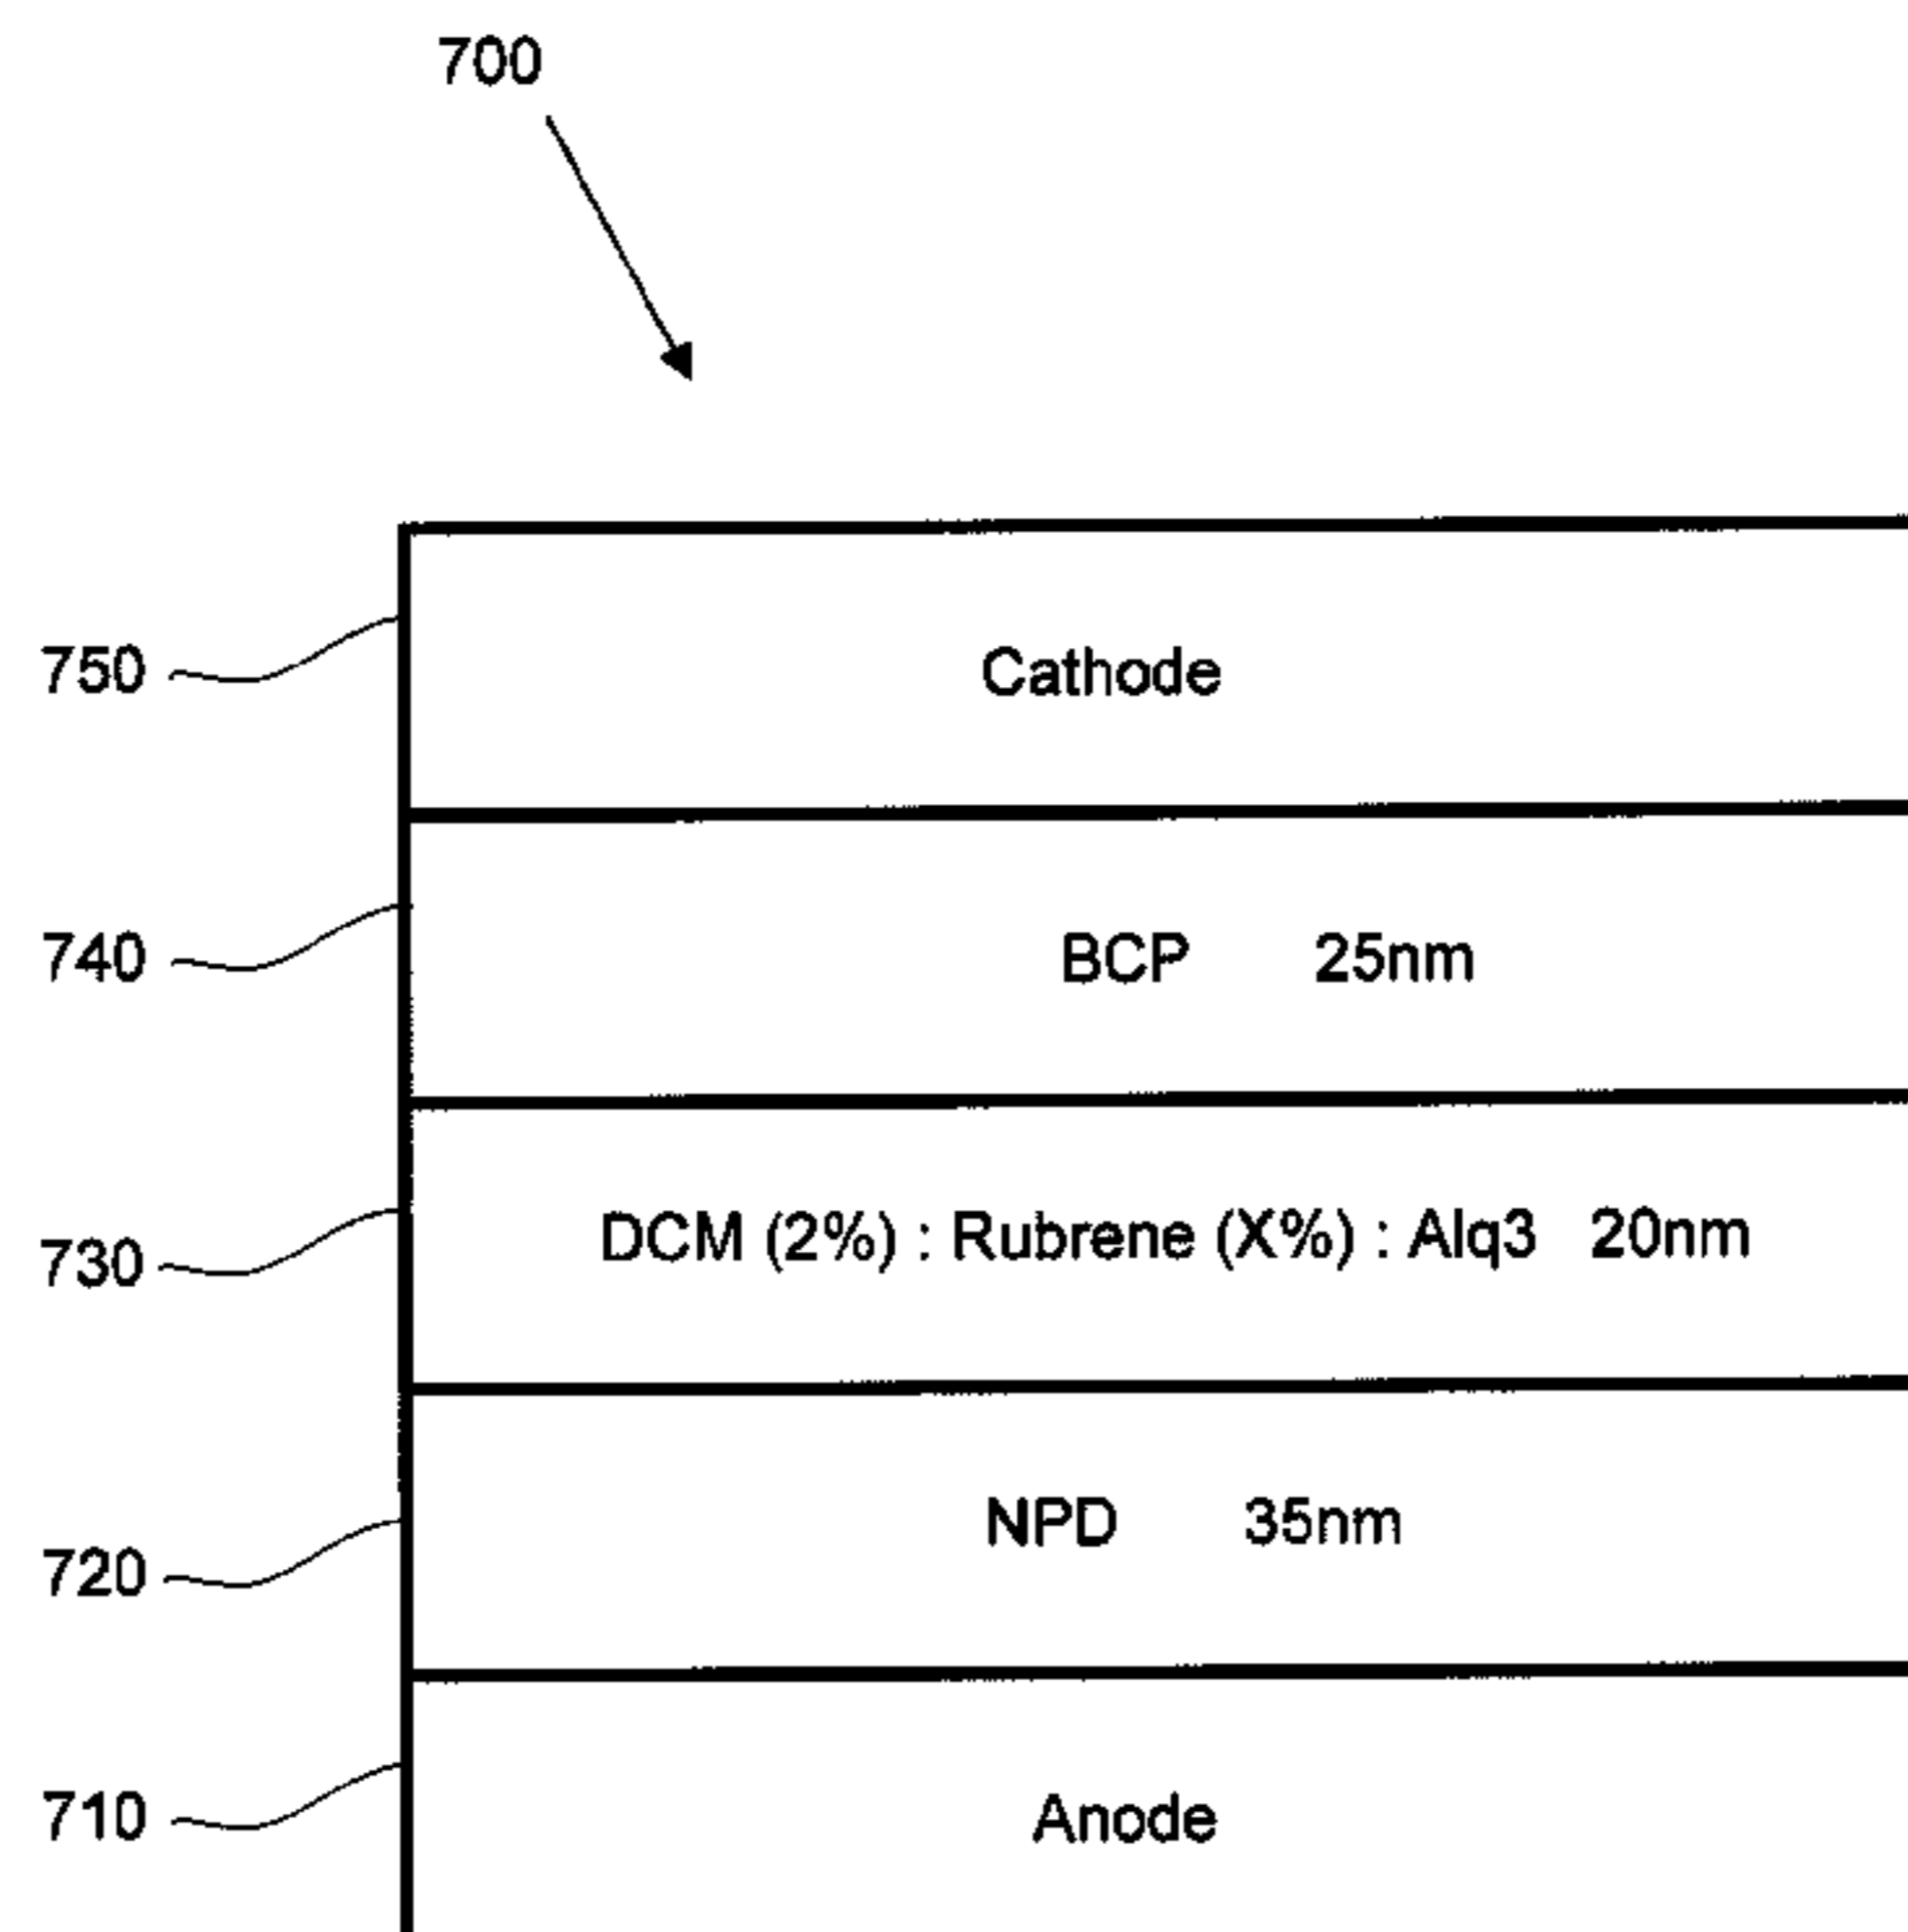 700
750 Cathode
740 BCP 25nm
730 DCM (2%) : Rubrene (X%) : Alq3 20nm
720 NPD 35nm
710 Anode